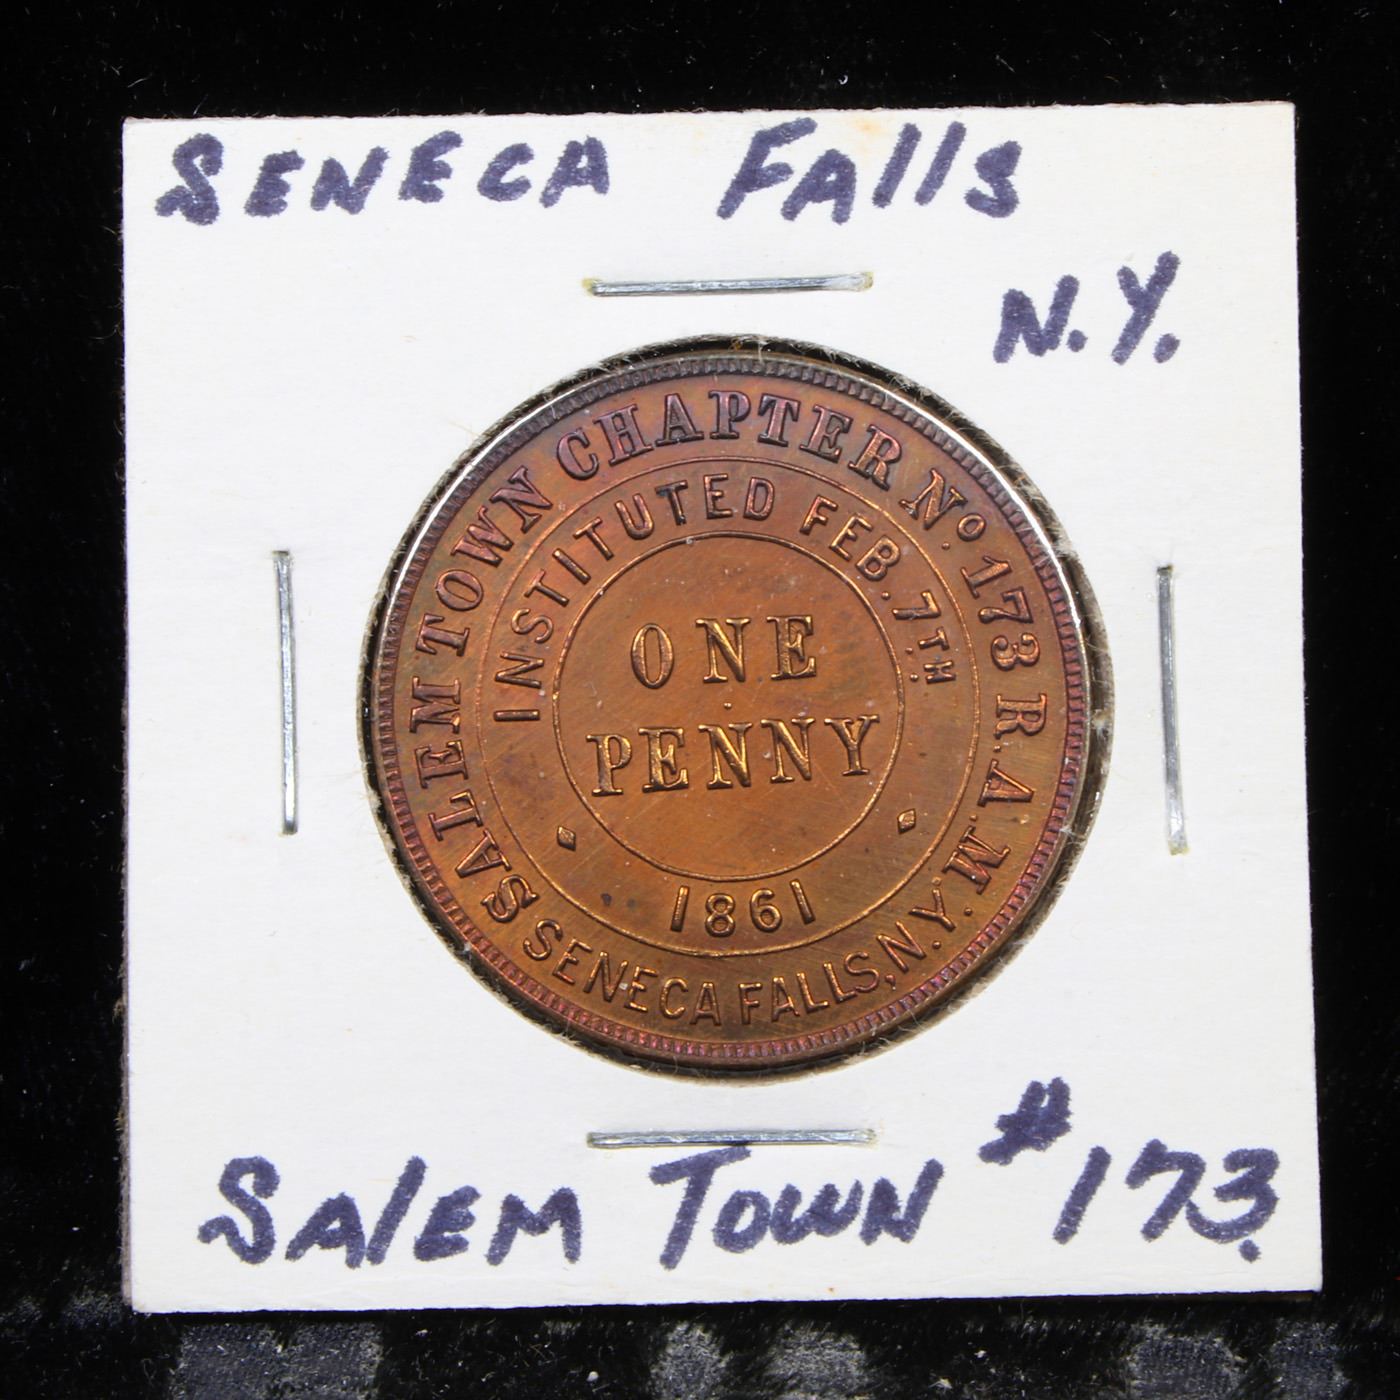 SENECA FAlls
N.Y.
SALEM TOWN CHAPTER No. 173 R.A.M.
SENECA FALLS, N.Y.
INSTITUTED FEB. 7TH
1861
ONE
PENNY
SAlEM TOWN #173.